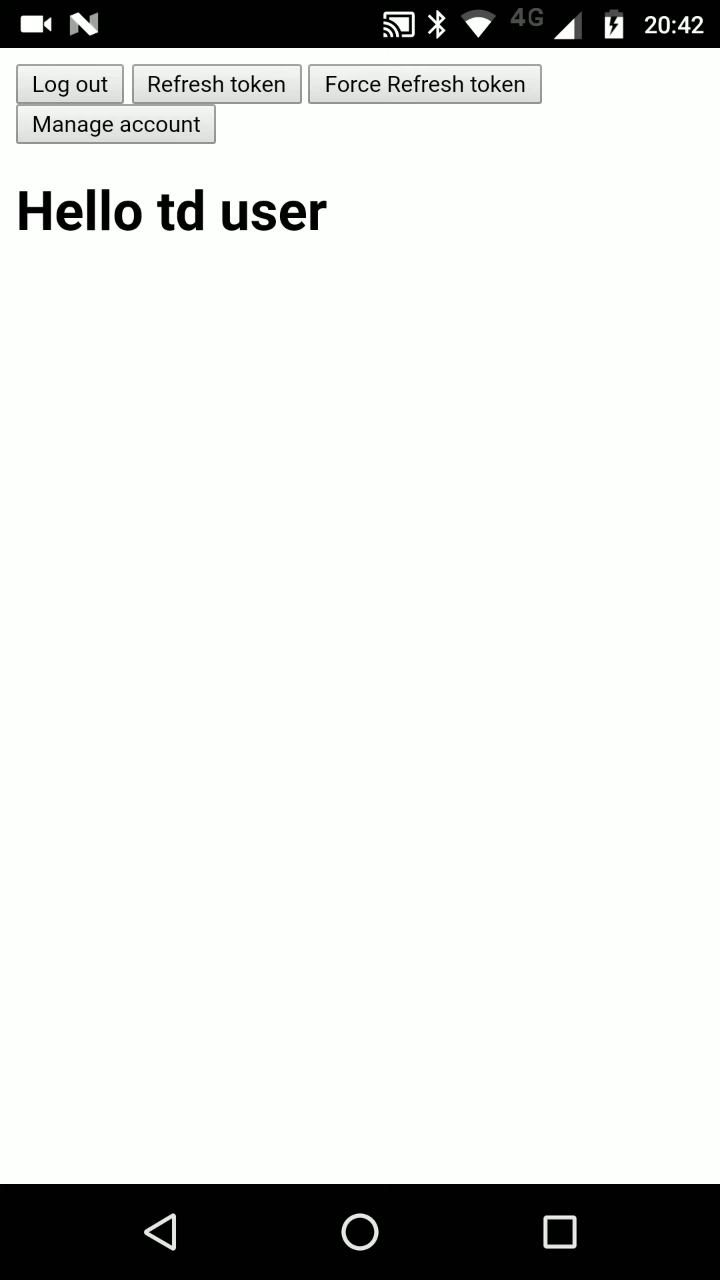 4G 20:42
Log out Refresh token Force Refresh token
Manage account
Hello td user